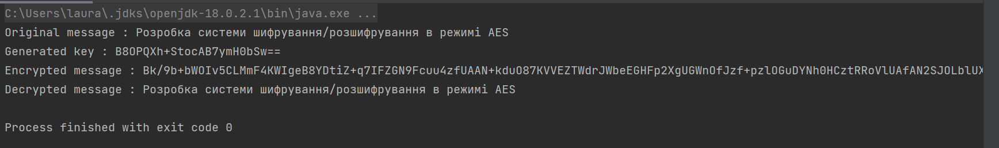 C:\Users\laura\.jdks\openjdk-18.0.2.1\bin\java.exe ...
Original message : Розробка системи шифрування/розшифрування в режимі AES
Generated key : B8OPQXh+StocAB7ymH0bSw==
Encrypted message : Bk/9b+bWOIv5CLMmF4KWIgeB8YDtiZ+q7IFZGN9Fcuu4zfUAAN+kduO87KVVEZTWdrJWbeEGHFp2XgUGWnOfJzf+pzlOGuDYNh0HCztRRoVlUAfAN2SJOLblUX
Decrypted message : Розробка системи шифрування/розшифрування в режимі AES
Process finished with exit code 0